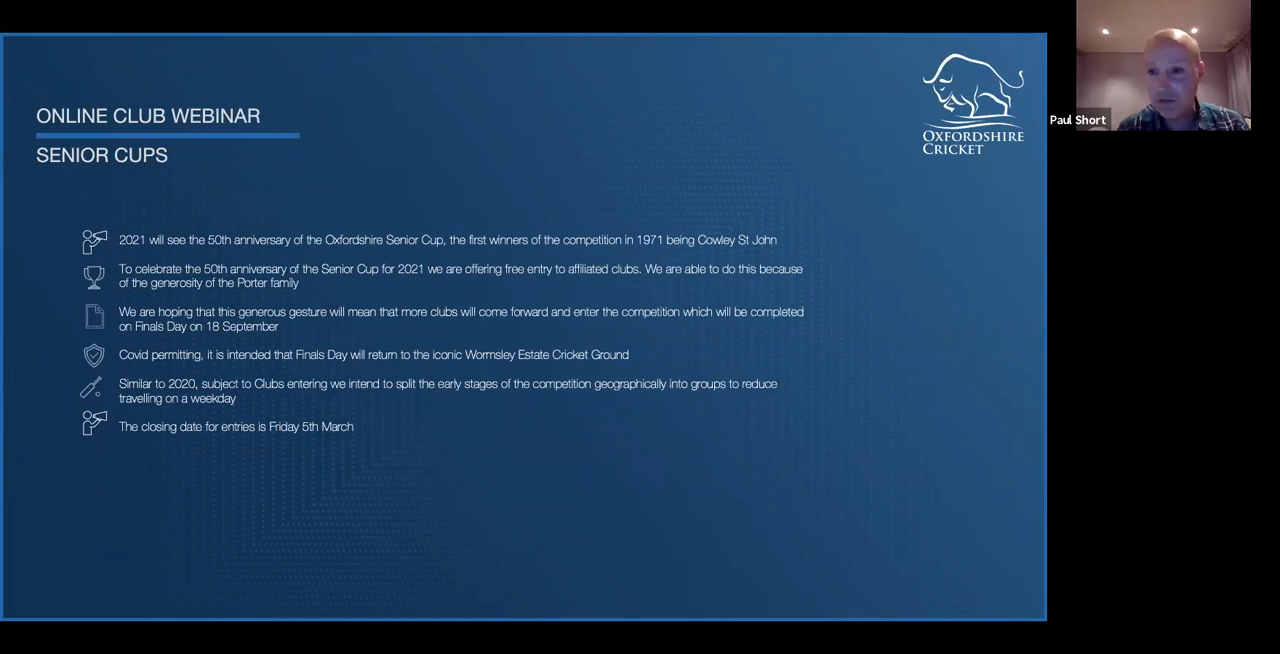 ONLINE CLUB WEBINAR
SENIOR CUPS
OXFORDSHIRE
CRICKET
Paul Short
2021 will see the 50th anniversary of the Oxfordshire Senior Cup, the first winners of the competition in 1971 being Cowley St John
To celebrate the 50th anniversary of the Senior Cup for 2021 we are offering free entry to affiliated clubs. We are able to do this because
of the generosity of the Porter family
We are hoping that this generous gesture will mean that more clubs will come forward and enter the competition which will be completed
on Finals Day on 18 September
Covid permitting, it is intended that Finals Day will return to the iconic Wormsley Estate Cricket Ground
Similar to 2020, subject to Clubs entering we intend to split the early stages of the competition geographically into groups to reduce
travelling on a weekday
The closing date for entries is Friday 5th March